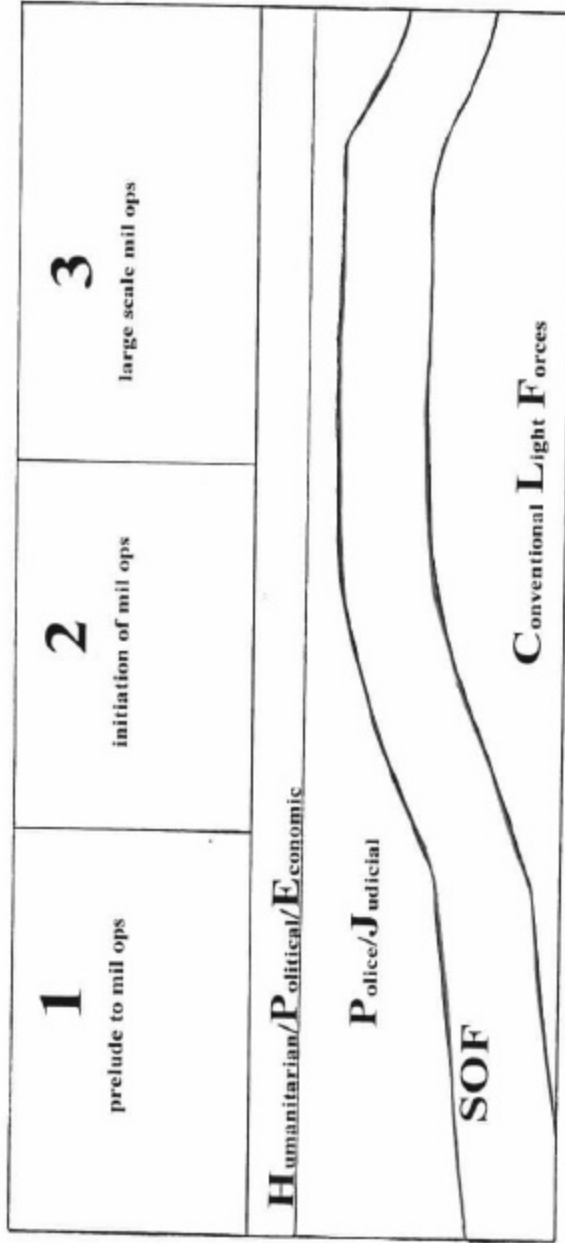 1
prelude to mil ops
2
initiation of mil ops
3
large scale mil ops
Humanitarian/Political/Economic
Police/Judicial
SOF
Conventional Light Forces